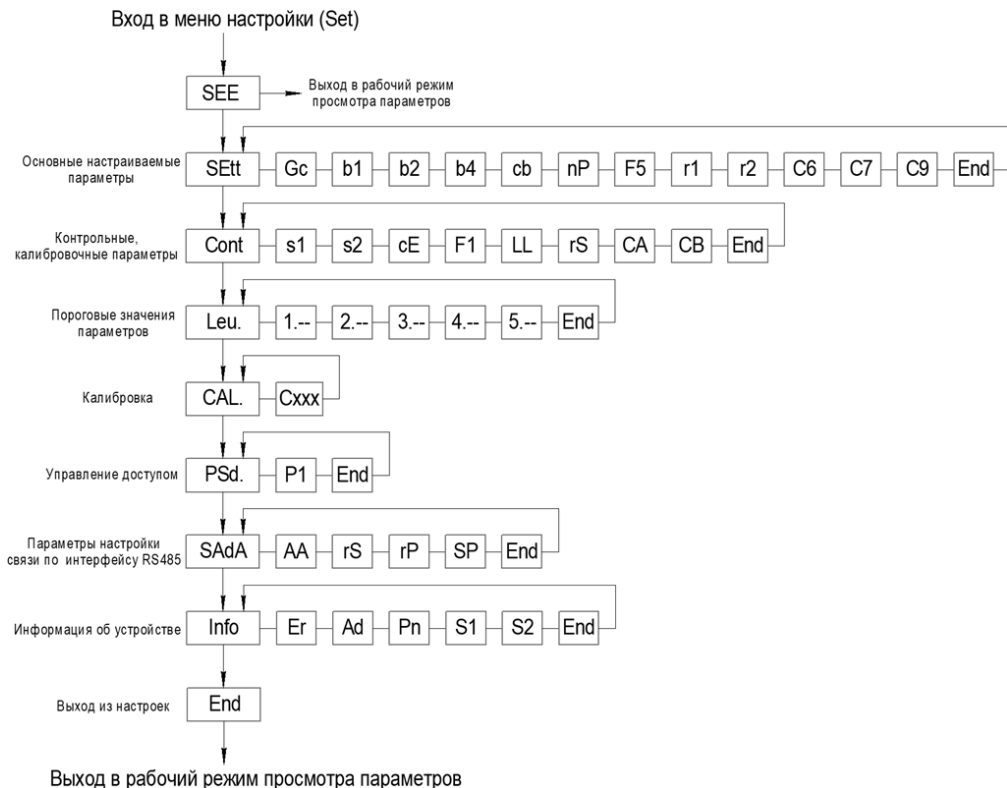 Вход в меню настройки (Set)
SEE
Выход в рабочий режим
просмотра параметров
Основные настраиваемые
параметры
SEtt Gc b1 b2 b4 cb nP F5 r1 r2 C6 C7 C9 End
Контрольные,
калибровочные параметры
Cont s1 s2 cE F1 LL rS CA CB End
Пороговые значения
параметров
Leu. 1.-- 2.-- 3.-- 4.-- 5.-- End
Калибровка
CAL. Cxxx
Управление доступом
PSd. P1 End
Параметры настройки
связи по интерфейсу RS485
SAdA AA rS rP SP End
Информация об устройстве
Info Er Ad Pn S1 S2 End
Выход из настроек
End
Выход в рабочий режим просмотра параметров